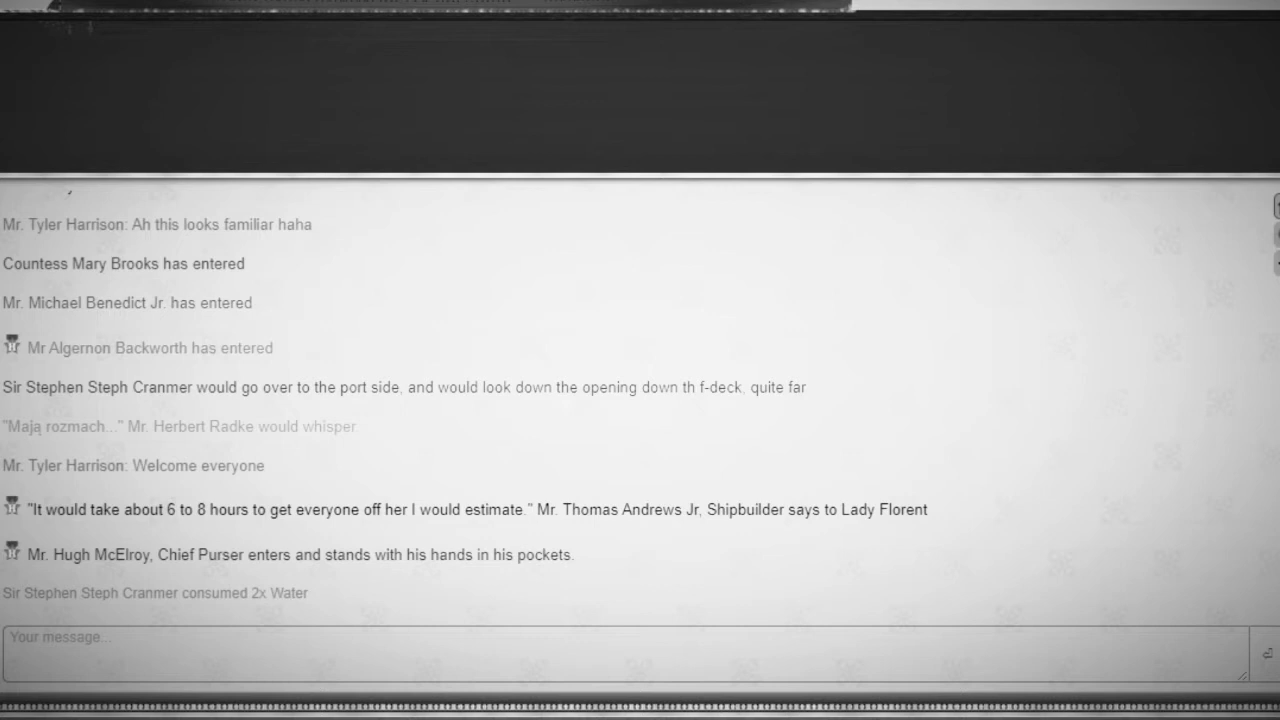 Mr. Tyler Harrison: Ah this looks familiar haha
Countess Mary Brooks has entered
Mr. Michael Benedict Jr. has entered
Mr Algernon Backworth has entered
Sir Stephen Steph Cranmer would go over to the port side, and would look down the opening down th f-deck, quite far
"Mają rozmach..." Mr. Herbert Radke would whisper.
Mr. Tyler Harrison: Welcome everyone
"It would take about 6 to 8 hours to get everyone off her I would estimate." Mr. Thomas Andrews Jr, Shipbuilder says to Lady Florent
Mr. Hugh McElroy, Chief Purser enters and stands with his hands in his pockets.
Sir Stephen Steph Cranmer consumed 2x Water
Your message...